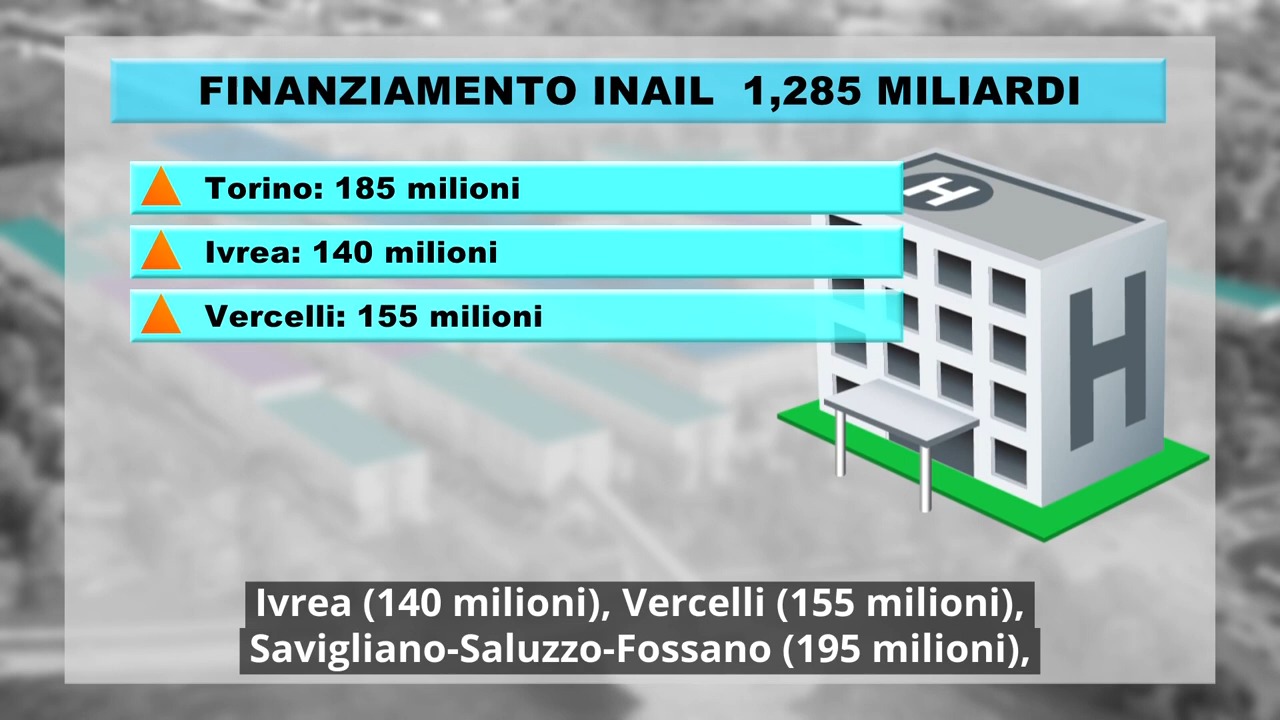 FINANZIAMENTO INAIL 1,285 MILIARDI
Torino: 185 milioni
Ivrea: 140 milioni
Vercelli: 155 milioni
H
H
Ivrea (140 milioni), Vercelli (155 milioni),
Savigliano-Saluzzo-Fossano (195 milioni),